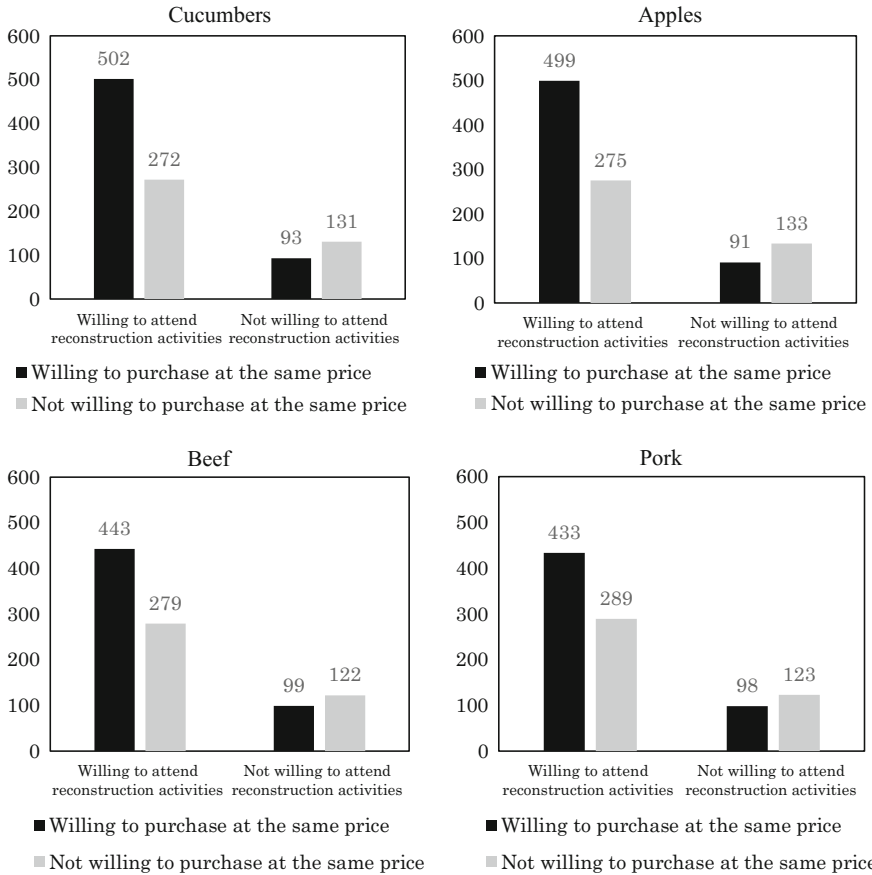 Cucumbers
600
500
400
300
200
100
0
502
272
93
131
Willing to attend
reconstruction activities
Not willing to attend
reconstruction activities
Willing to purchase at the same price
Not willing to purchase at the same price
Apples
600
500
400
300
200
100
0
499
275
91
133
Willing to attend
reconstruction activities
Not willing to attend
reconstruction activities
Willing to purchase at the same price
Not willing to purchase at the same price
Beef
600
500
400
300
200
100
0
443
279
99
122
Willing to attend
reconstruction activities
Not willing to attend
reconstruction activities
Willing to purchase at the same price
Not willing to purchase at the same price
Pork
600
500
400
300
200
100
0
433
289
98
123
Willing to attend
reconstruction activities
Not willing to attend
reconstruction activities
Willing to purchase at the same price
Not willing to purchase at the same price